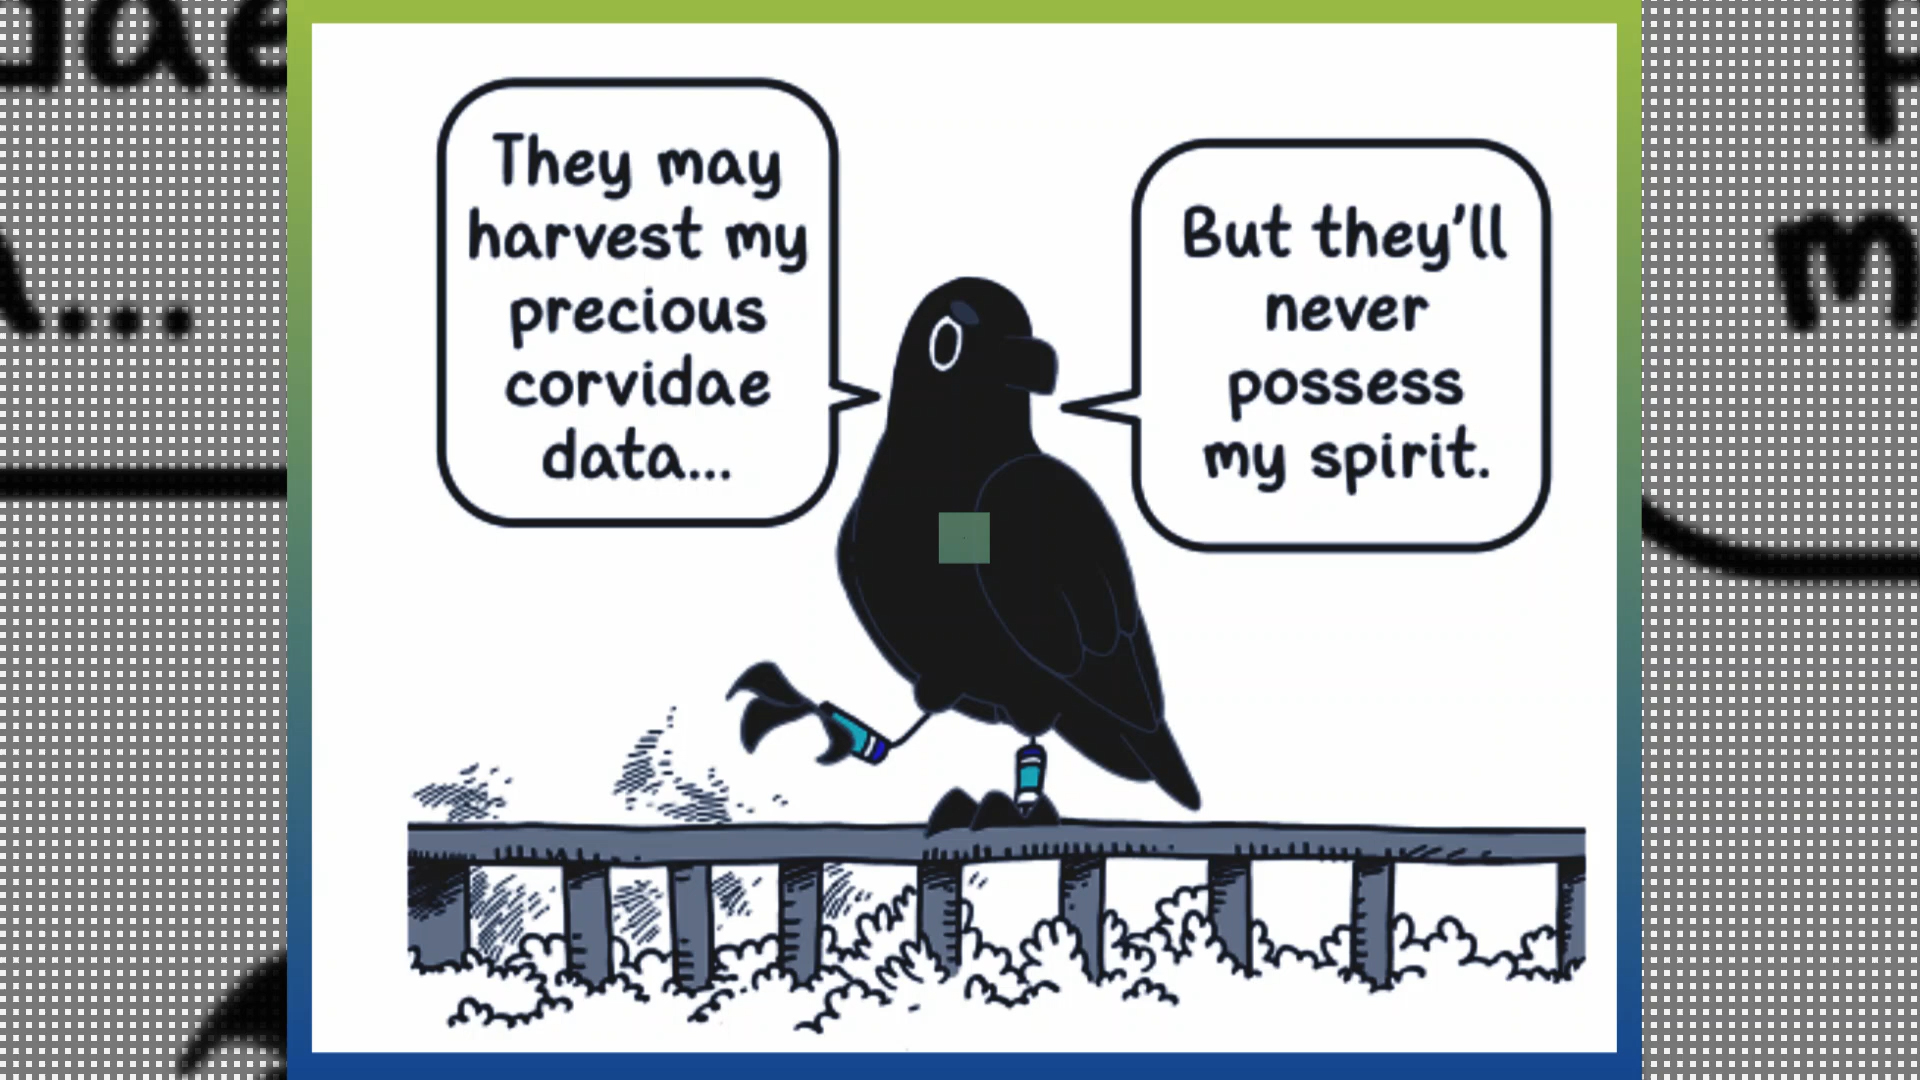 They may
harvest my
precious
corvidae
data...
But they'll
never
possess
my spirit.